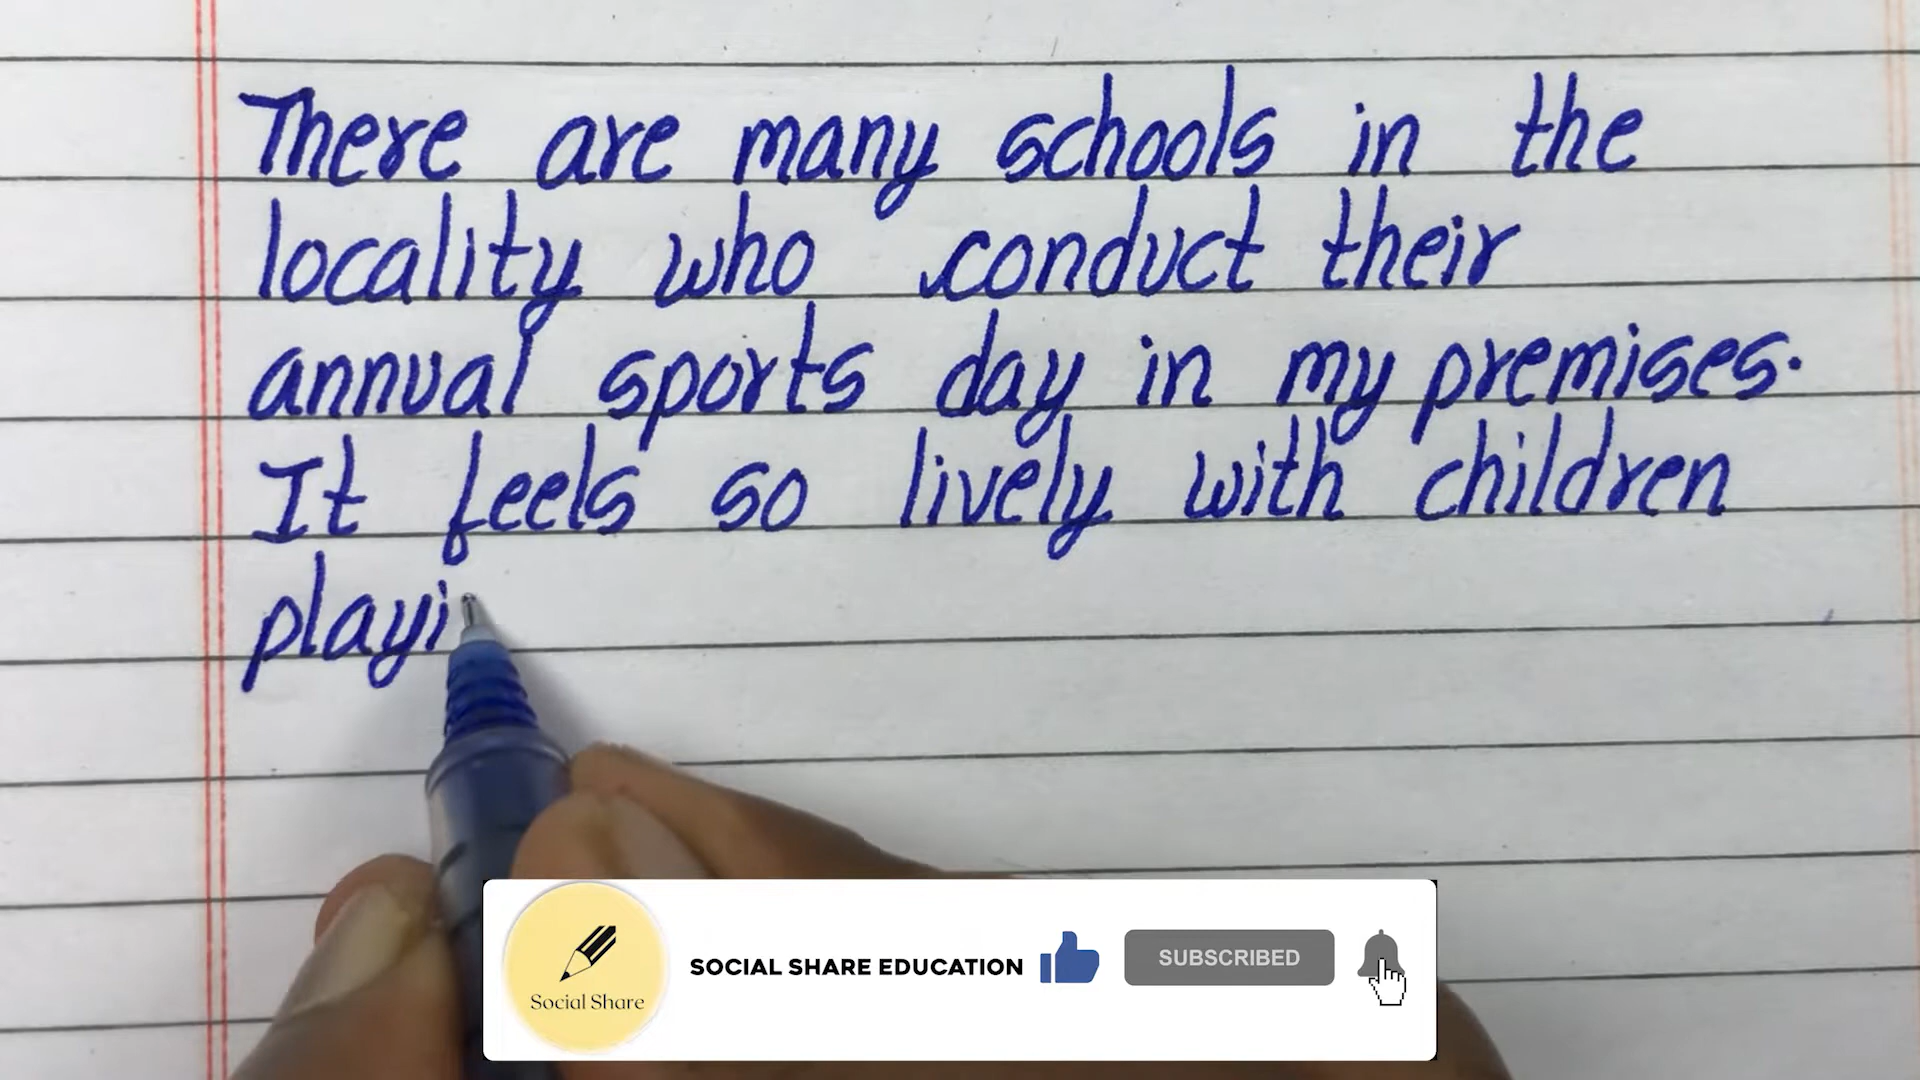 There are many schools in the
locality who conduct their
annual sports day in my premises.
It feels so lively with children
playi
Social Share
SOCIAL SHARE EDUCATION
SUBSCRIBED